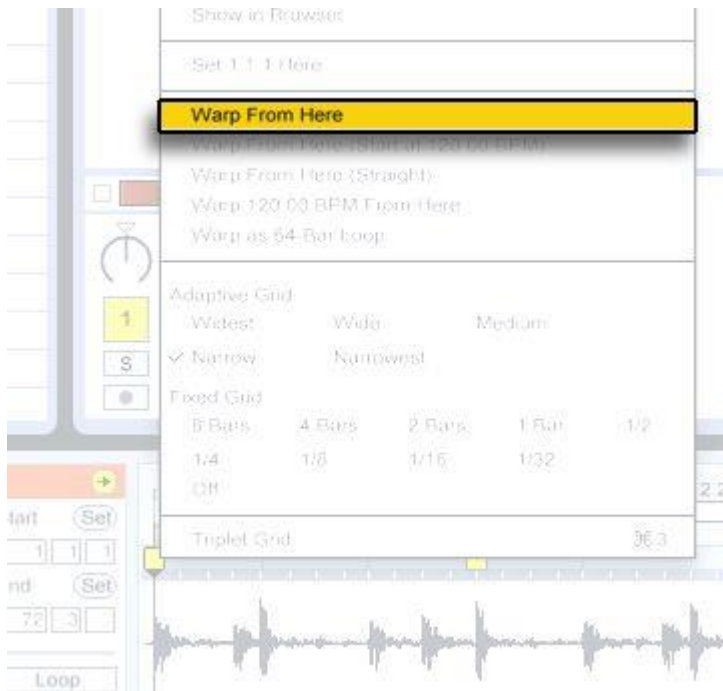 Show in Browser
Set 1.1.1 Here
Warp From Here
Warp From Here (Start at 120.00 BPM)
Warp From Here (Straight)
Warp 120.00 BPM From Here
Warp as 64-Bar Loop
Adaptive Grid
Widest Wide Medium
✓ Narrow Narrowest
Fixed Grid
8 Bars 4 Bars 2 Bars 1 Bar 1/2
1/4 1/8 1/16 1/32
Off
Triplet Grid ⌘3
1
S
tart Set
1 1 1
nd Set
72 3
Loop
2.2